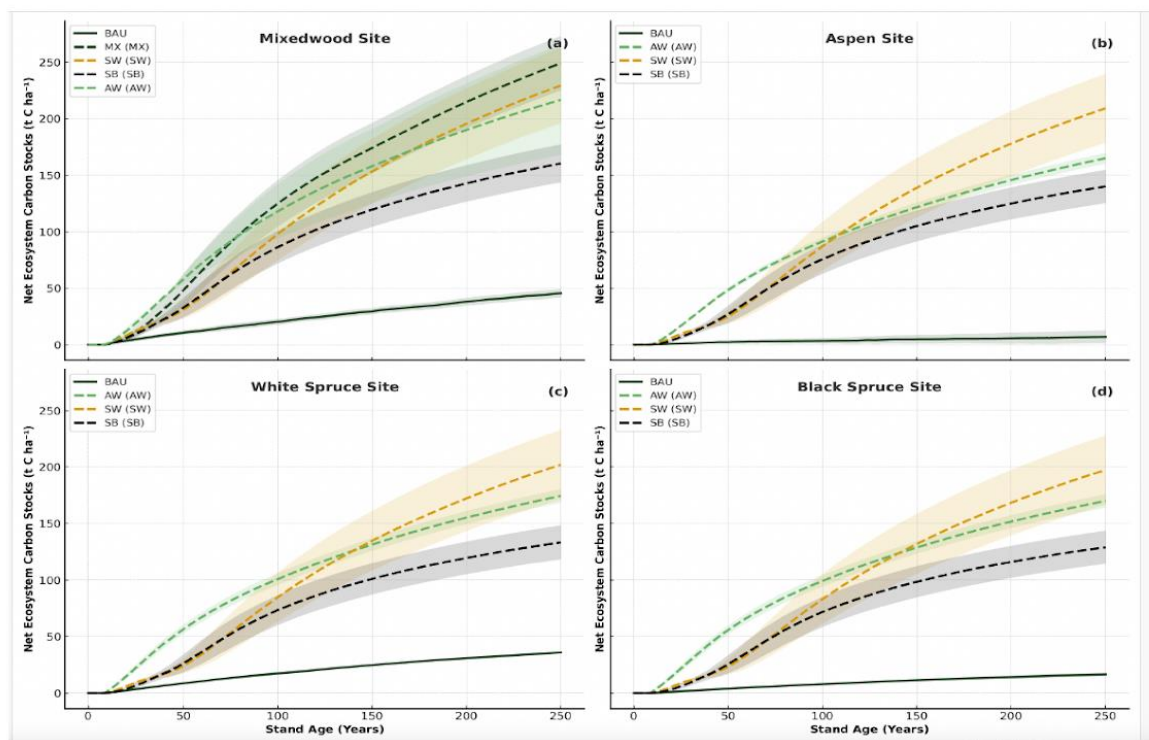 Mixedwood Site
(a)
BAU
MX (MX)
SW (SW)
SB (SB)
AW (AW)
Net Ecosystem Carbon Stocks (t C ha⁻¹)
250
200
150
100
50
0
Aspen Site
(b)
BAU
AW (AW)
SW (SW)
SB (SB)
Net Ecosystem Carbon Stocks (t C ha⁻¹)
White Spruce Site
(c)
BAU
AW (AW)
SW (SW)
SB (SB)
Net Ecosystem Carbon Stocks (t C ha⁻¹)
250
200
150
100
50
0
0 50 100 150 200 250
Stand Age (Years)
Black Spruce Site
(d)
BAU
AW (AW)
SW (SW)
SB (SB)
Net Ecosystem Carbon Stocks (t C ha⁻¹)
0 50 100 150 200 250
Stand Age (Years)